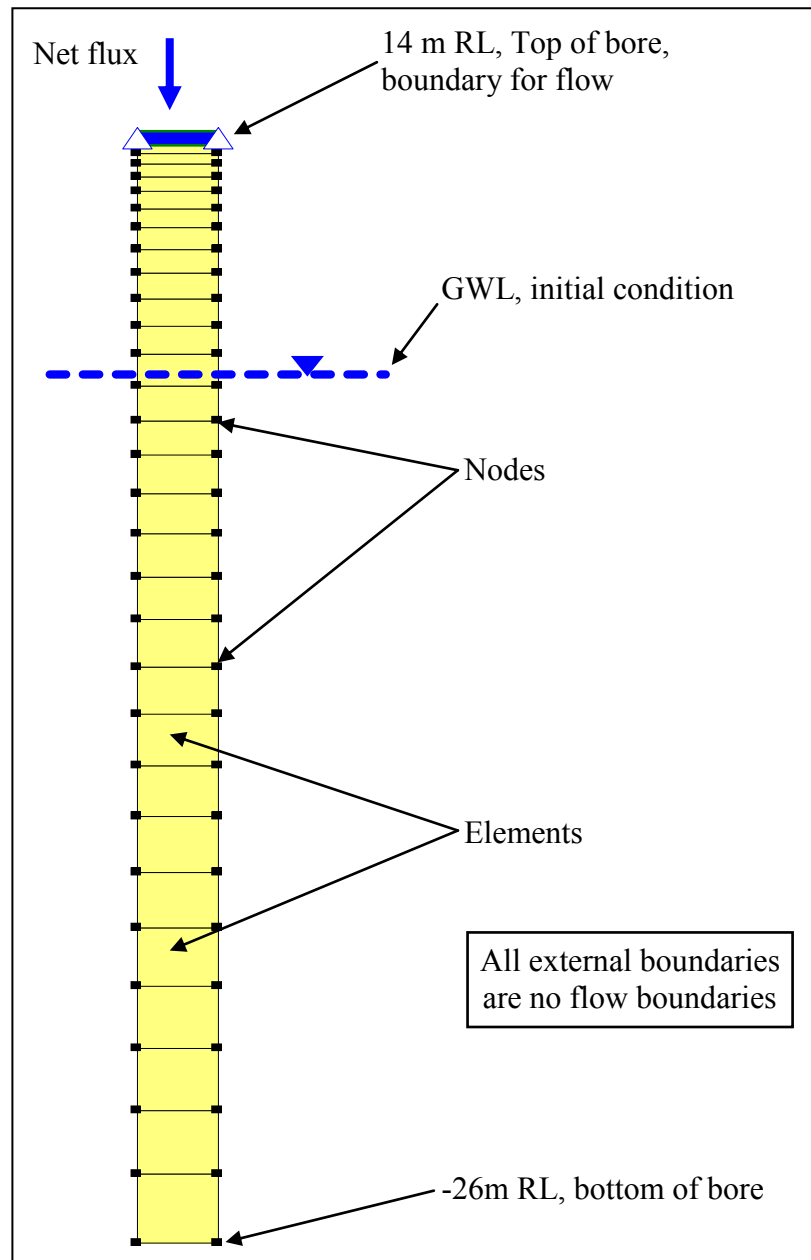 Net flux
14 m RL, Top of bore,
boundary for flow
GWL, initial condition
Nodes
Elements
All external boundaries
are no flow boundaries
-26m RL, bottom of bore